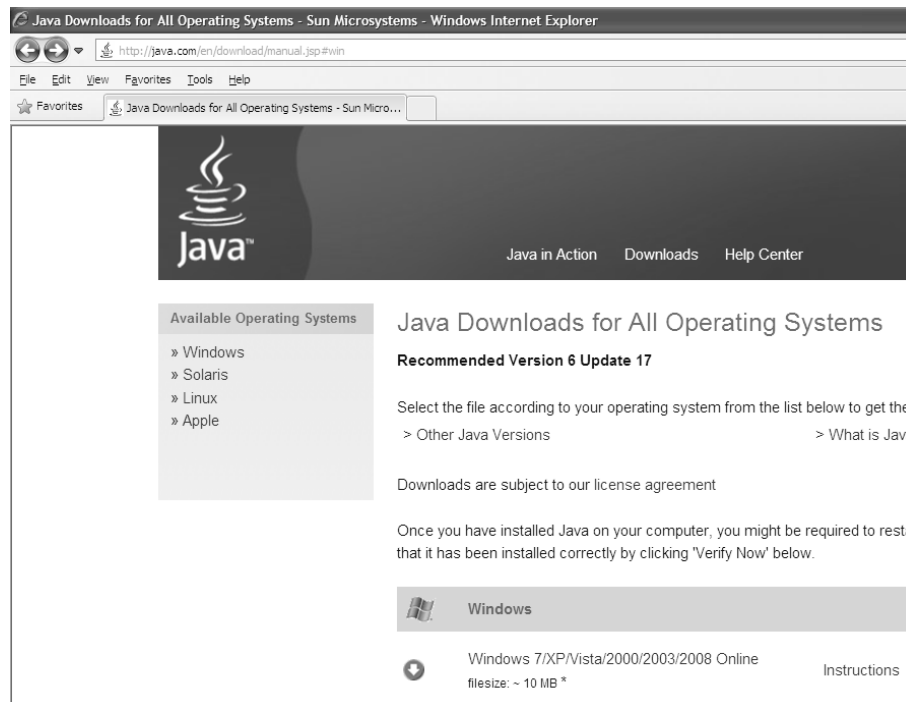 Java Downloads for All Operating Systems - Sun Microsystems - Windows Internet Explorer
http://java.com/en/download/manual.jsp#win
File Edit View Favorites Tools Help
Favorites
Java Downloads for All Operating Systems - Sun Micro...
Java™
Java in Action Downloads Help Center
Available Operating Systems
» Windows
» Solaris
» Linux
» Apple
Java Downloads for All Operating Systems
Recommended Version 6 Update 17
Select the file according to your operating system from the list below to get the
> Other Java Versions > What is Jav
Downloads are subject to our license agreement
Once you have installed Java on your computer, you might be required to rest
that it has been installed correctly by clicking 'Verify Now' below.
Windows
Windows 7/XP/Vista/2000/2003/2008 Online
filesize: ~ 10 MB *
Instructions